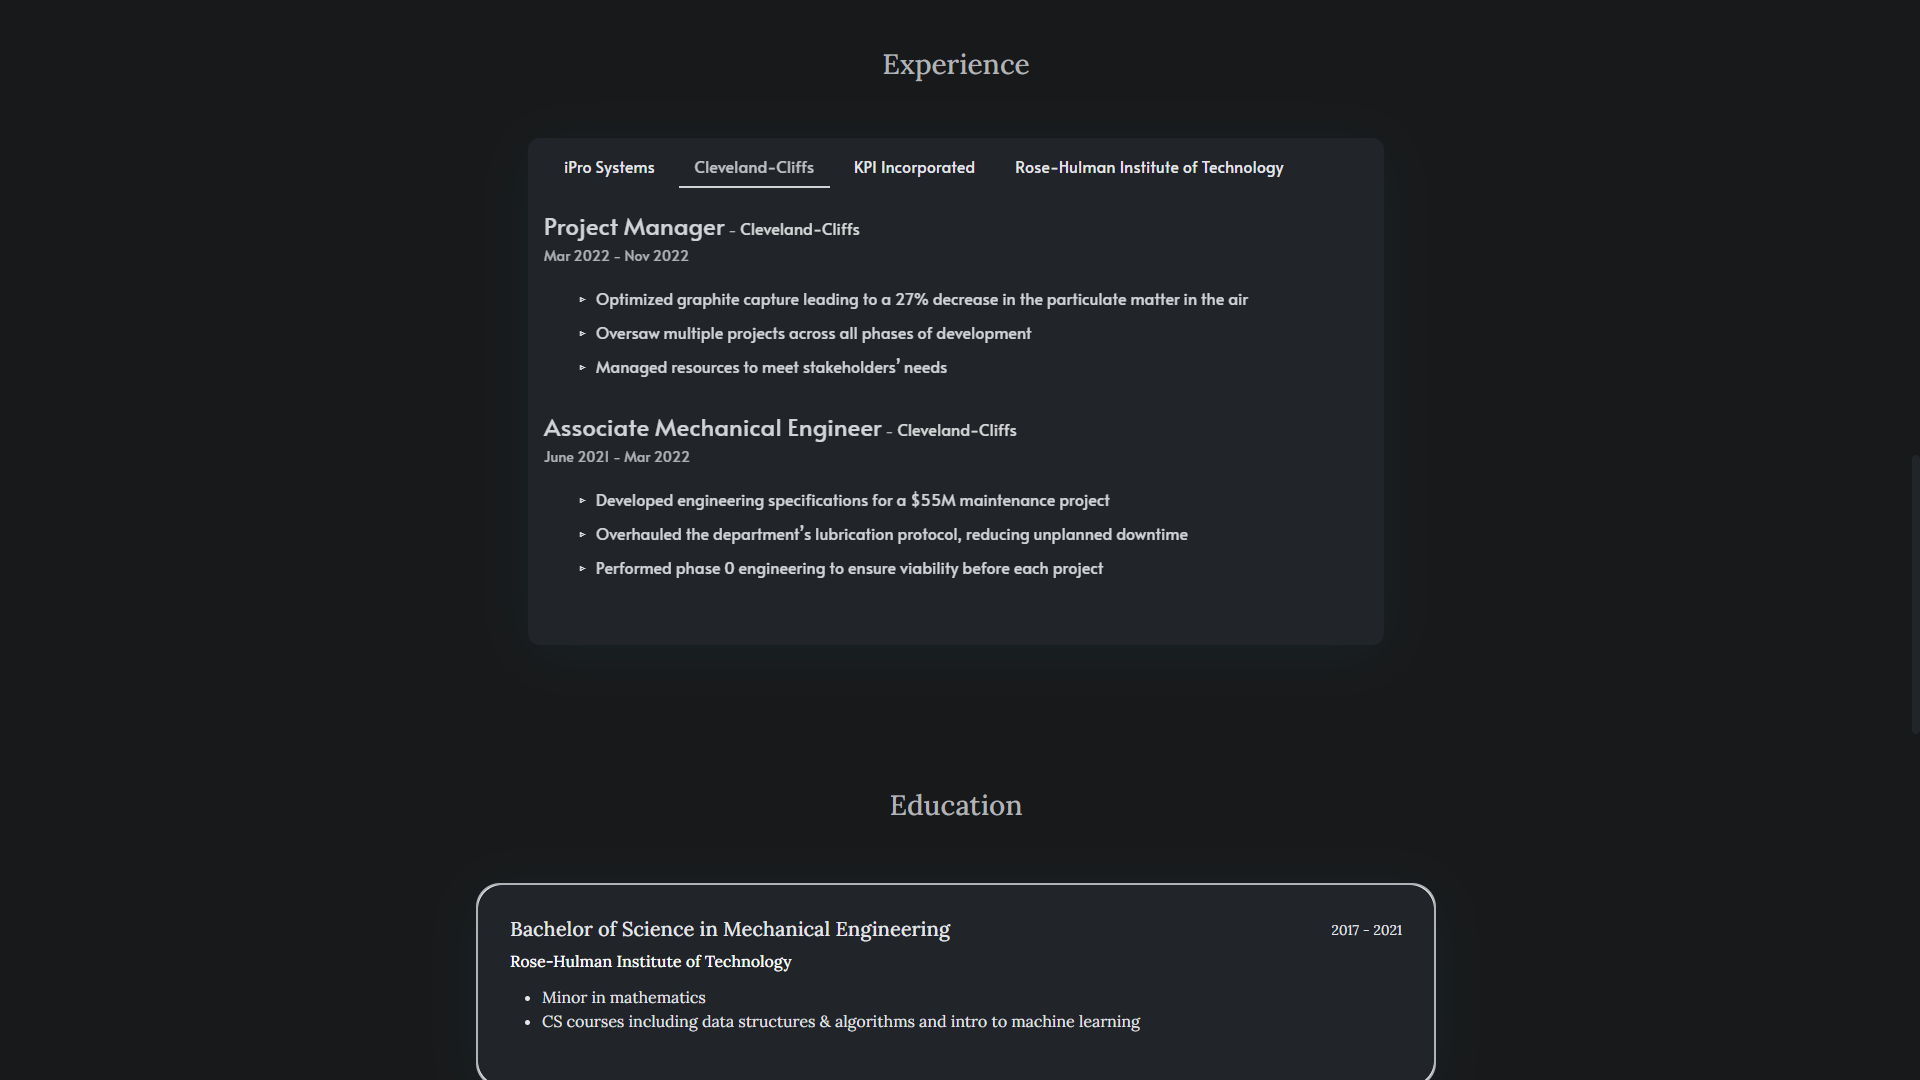 Experience
iPro Systems Cleveland-Cliffs KPI Incorporated Rose-Hulman Institute of Technology
Project Manager - Cleveland-Cliffs
Mar 2022 - Nov 2022
▹ Optimized graphite capture leading to a 27% decrease in the particulate matter in the air
▹ Oversaw multiple projects across all phases of development
▹ Managed resources to meet stakeholders’ needs
Associate Mechanical Engineer - Cleveland-Cliffs
June 2021 - Mar 2022
▹ Developed engineering specifications for a $55M maintenance project
▹ Overhauled the department’s lubrication protocol, reducing unplanned downtime
▹ Performed phase 0 engineering to ensure viability before each project
Education
Bachelor of Science in Mechanical Engineering 2017 - 2021
Rose-Hulman Institute of Technology
• Minor in mathematics
• CS courses including data structures & algorithms and intro to machine learning